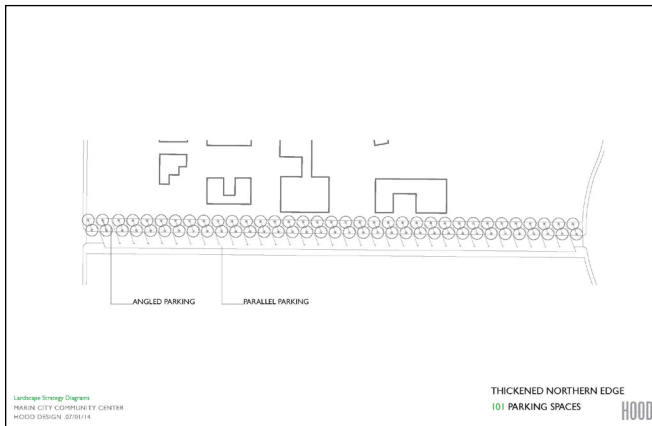 ANGLED PARKING
PARALLEL PARKING
Landscape Strategy Diagrams
MARIN CITY COMMUNITY CENTER
HOOD DESIGN .07/01/14
THICKENED NORTHERN EDGE
101 PARKING SPACES
HOOD